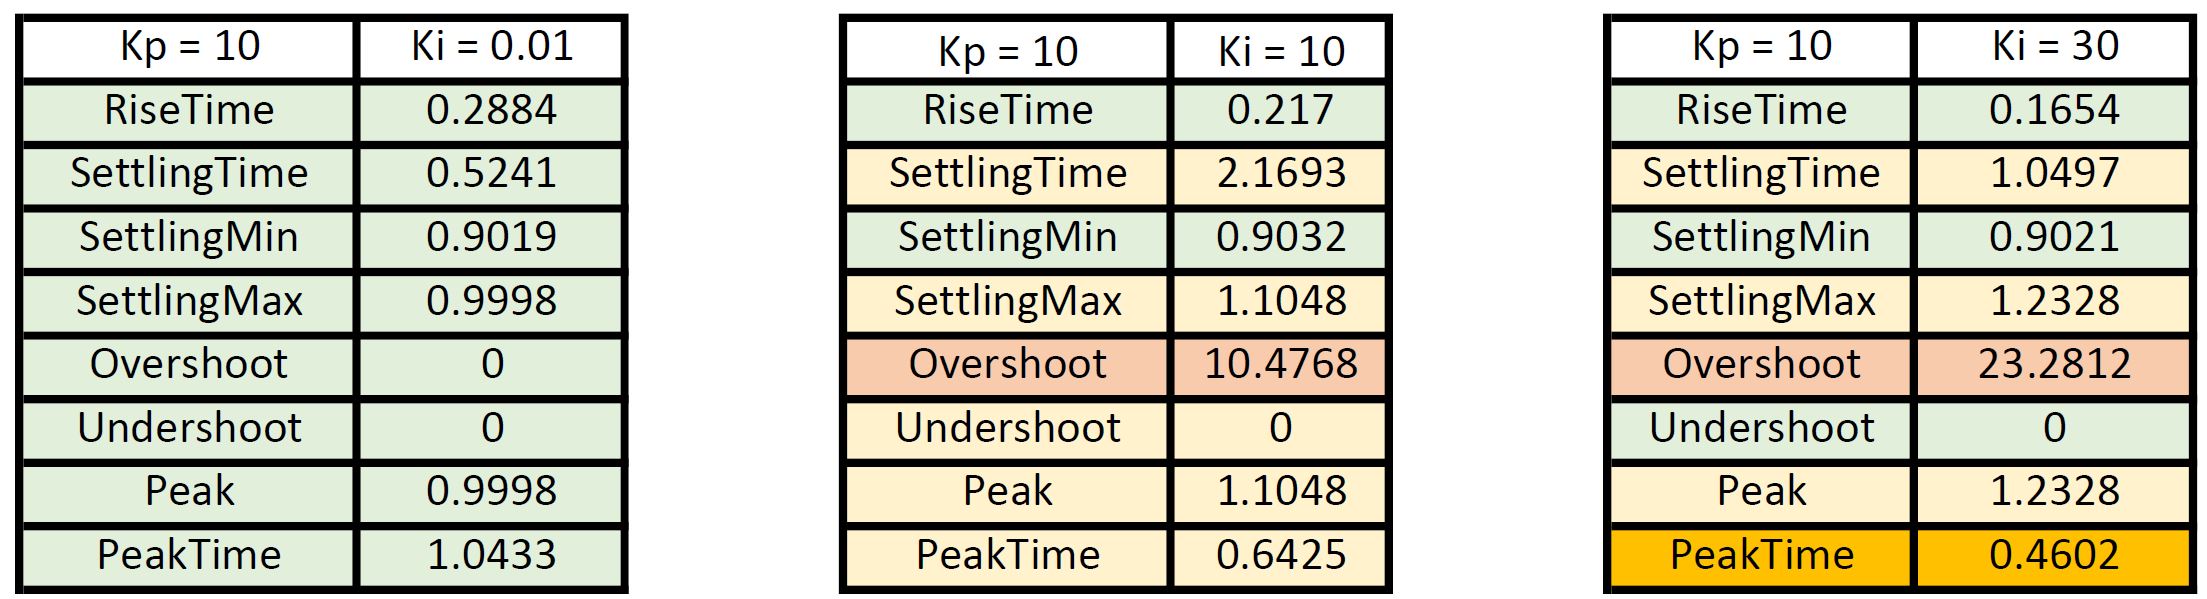 Kp = 10 Ki = 0.01
RiseTime 0.2884
SettlingTime 0.5241
SettlingMin 0.9019
SettlingMax 0.9998
Overshoot 0
Undershoot 0
Peak 0.9998
PeakTime 1.0433
Kp = 10 Ki = 10
RiseTime 0.217
SettlingTime 2.1693
SettlingMin 0.9032
SettlingMax 1.1048
Overshoot 10.4768
Undershoot 0
Peak 1.1048
PeakTime 0.6425
Kp = 10 Ki = 30
RiseTime 0.1654
SettlingTime 1.0497
SettlingMin 0.9021
SettlingMax 1.2328
Overshoot 23.2812
Undershoot 0
Peak 1.2328
PeakTime 0.4602